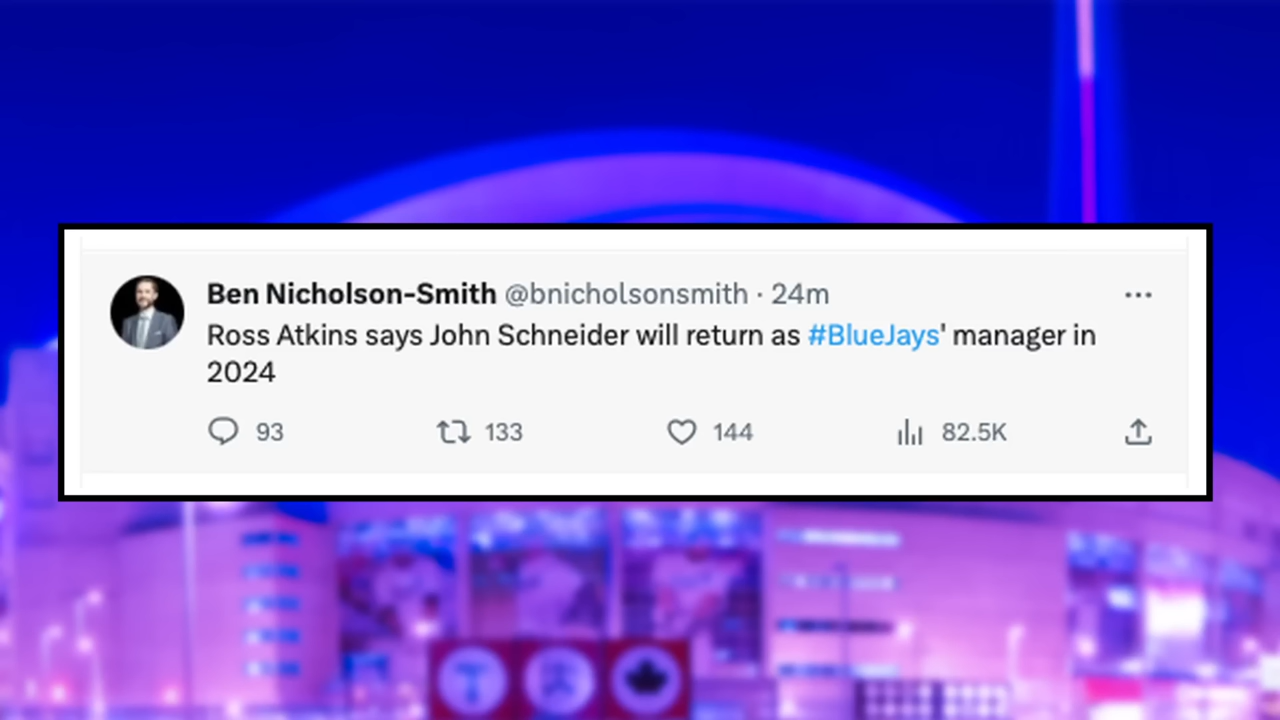 Ben Nicholson-Smith @bnicholsonsmith · 24m
Ross Atkins says John Schneider will return as #BlueJays' manager in
2024
93 133 144 82.5K